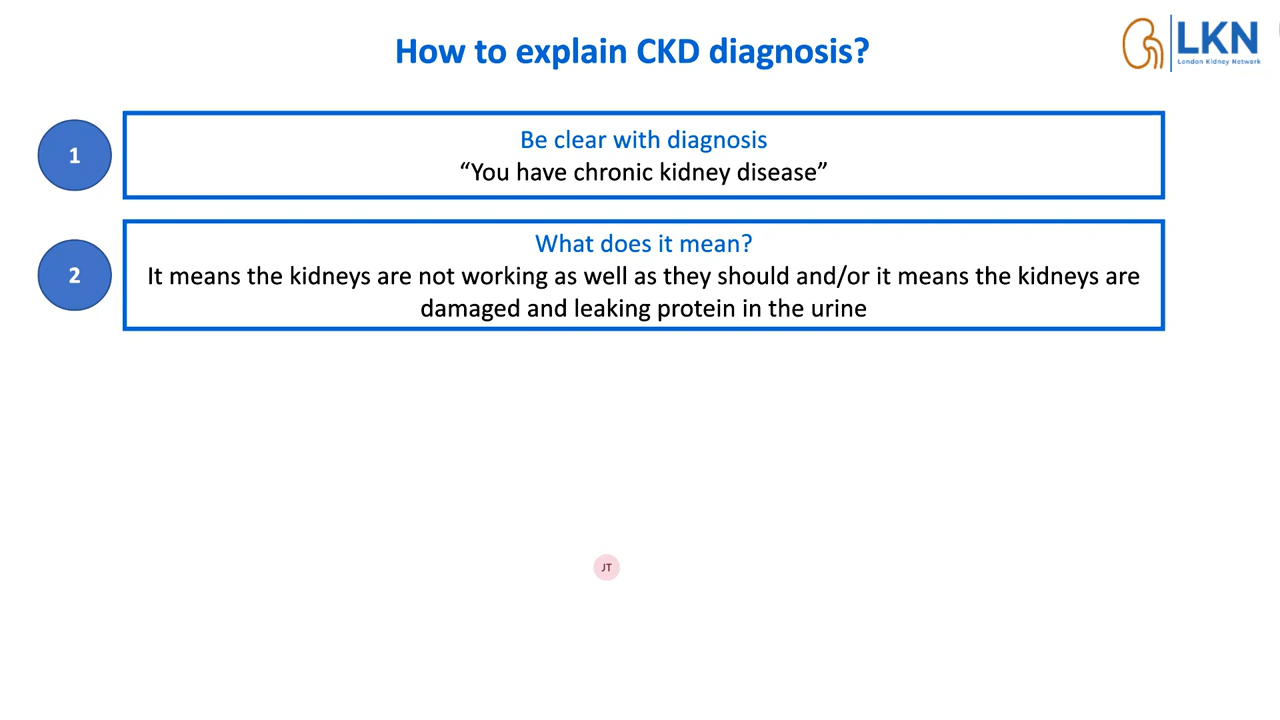 How to explain CKD diagnosis?
LKN
London Kidney Network
1
Be clear with diagnosis
“You have chronic kidney disease”
2
What does it mean?
It means the kidneys are not working as well as they should and/or it means the kidneys are
damaged and leaking protein in the urine
JT